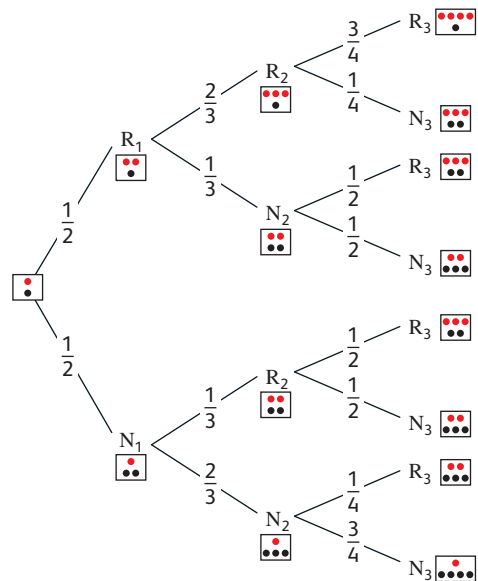 R₃
3/4
R₂
2/3
1/4
N₃
R₁
R₃
1/3
1/2
N₂
1/2
1/2
N₃
R₃
1/2
1/2
R₂
1/3
1/2
N₃
N₁
R₃
2/3
1/4
N₂
3/4
N₃